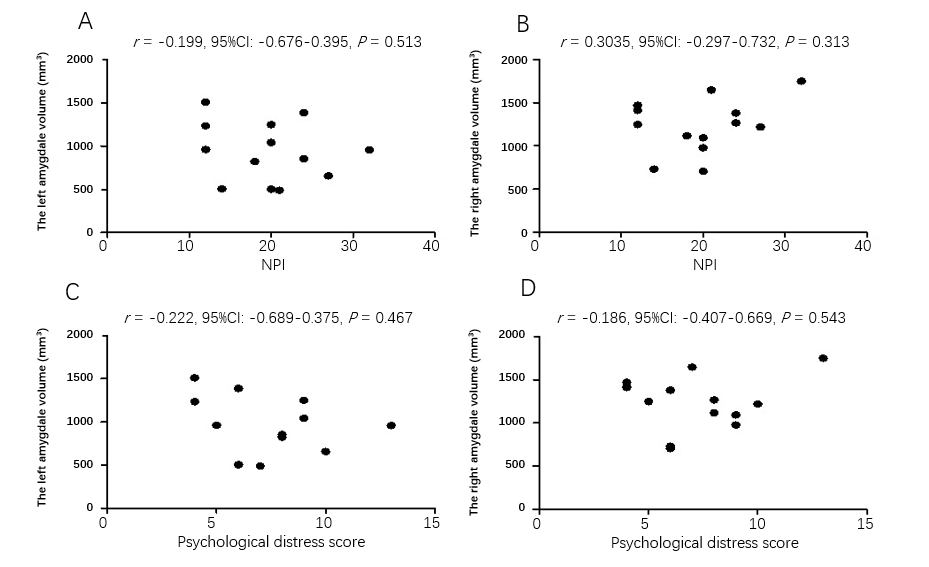 A
r = -0.199, 95%CI: -0.676-0.395, P = 0.513
The left amygdale volume (mm³)
2000
1500
1000
500
0
0 10 20 30 40
NPI
B
r = 0.3035, 95%CI: -0.297-0.732, P = 0.313
The right amygdale volume (mm³)
2000
1500
1000
500
0
0 10 20 30 40
NPI
C
r = -0.222, 95%CI: -0.689-0.375, P = 0.467
The left amygdale volume (mm³)
2000
1500
1000
500
0
0 5 10 15
Psychological distress score
D
r = -0.186, 95%CI: -0.407-0.669, P = 0.543
The right amygdale volume (mm³)
2000
1500
1000
500
0
0 5 10 15
Psychological distress score